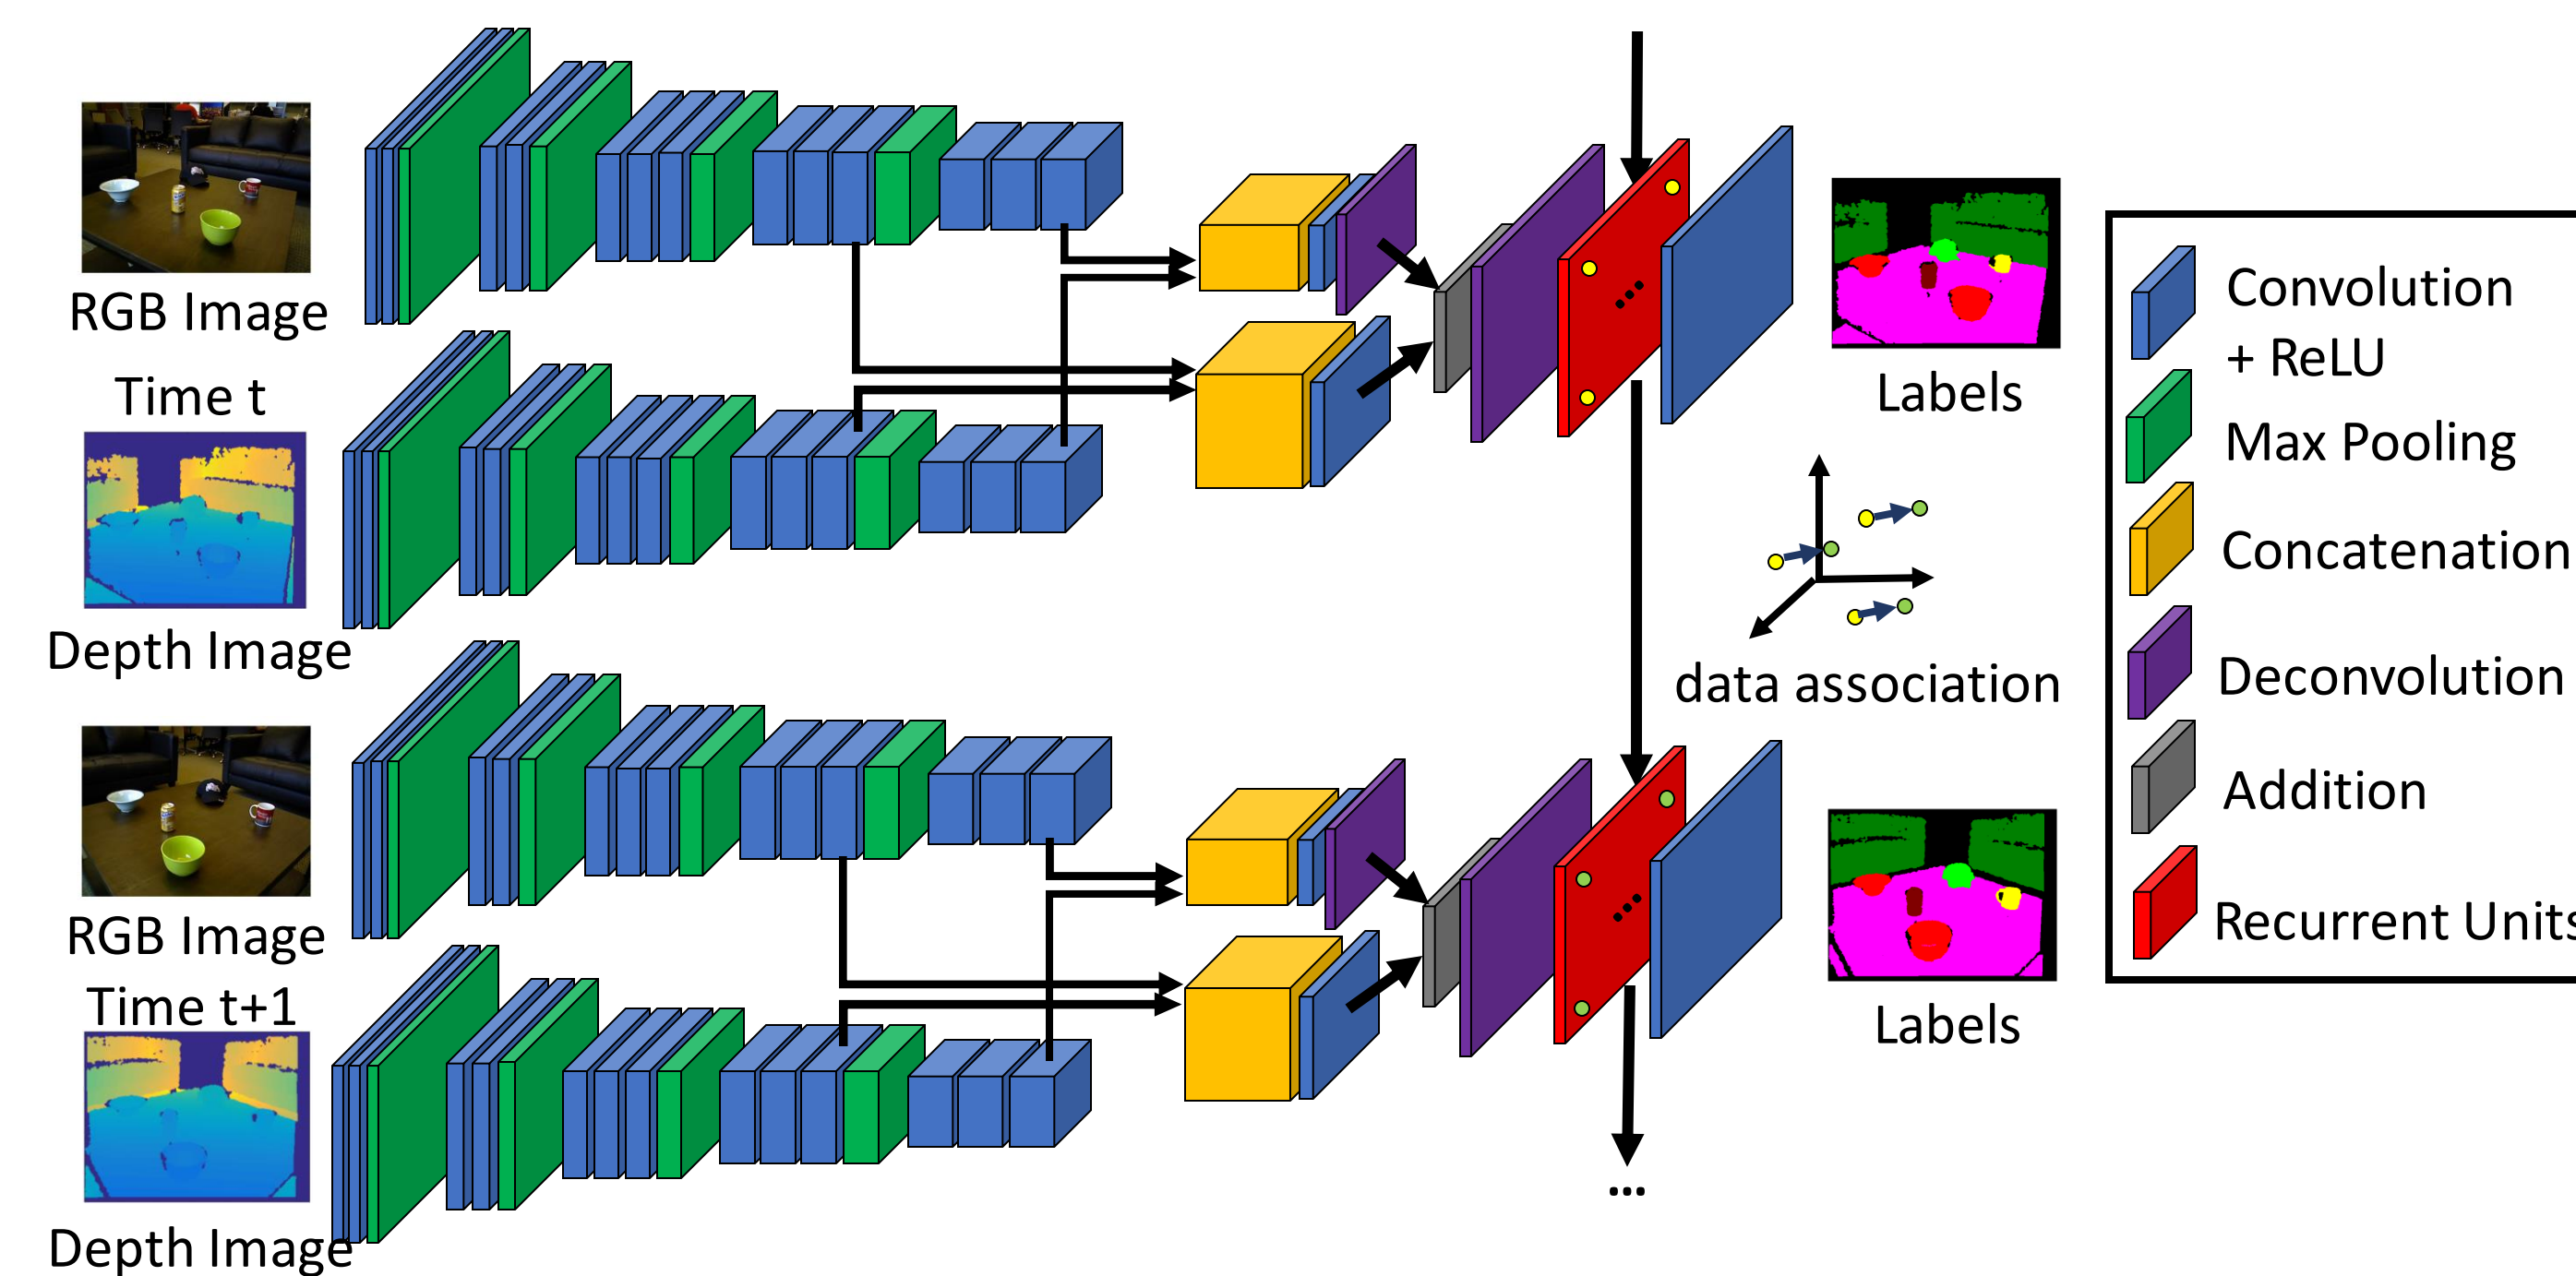 RGB Image
Time t
Depth Image
RGB Image
Time t+1
Depth Image
Labels
data association
Labels
...
Convolution
+ ReLU
Max Pooling
Concatenation
Deconvolution
Addition
Recurrent Units